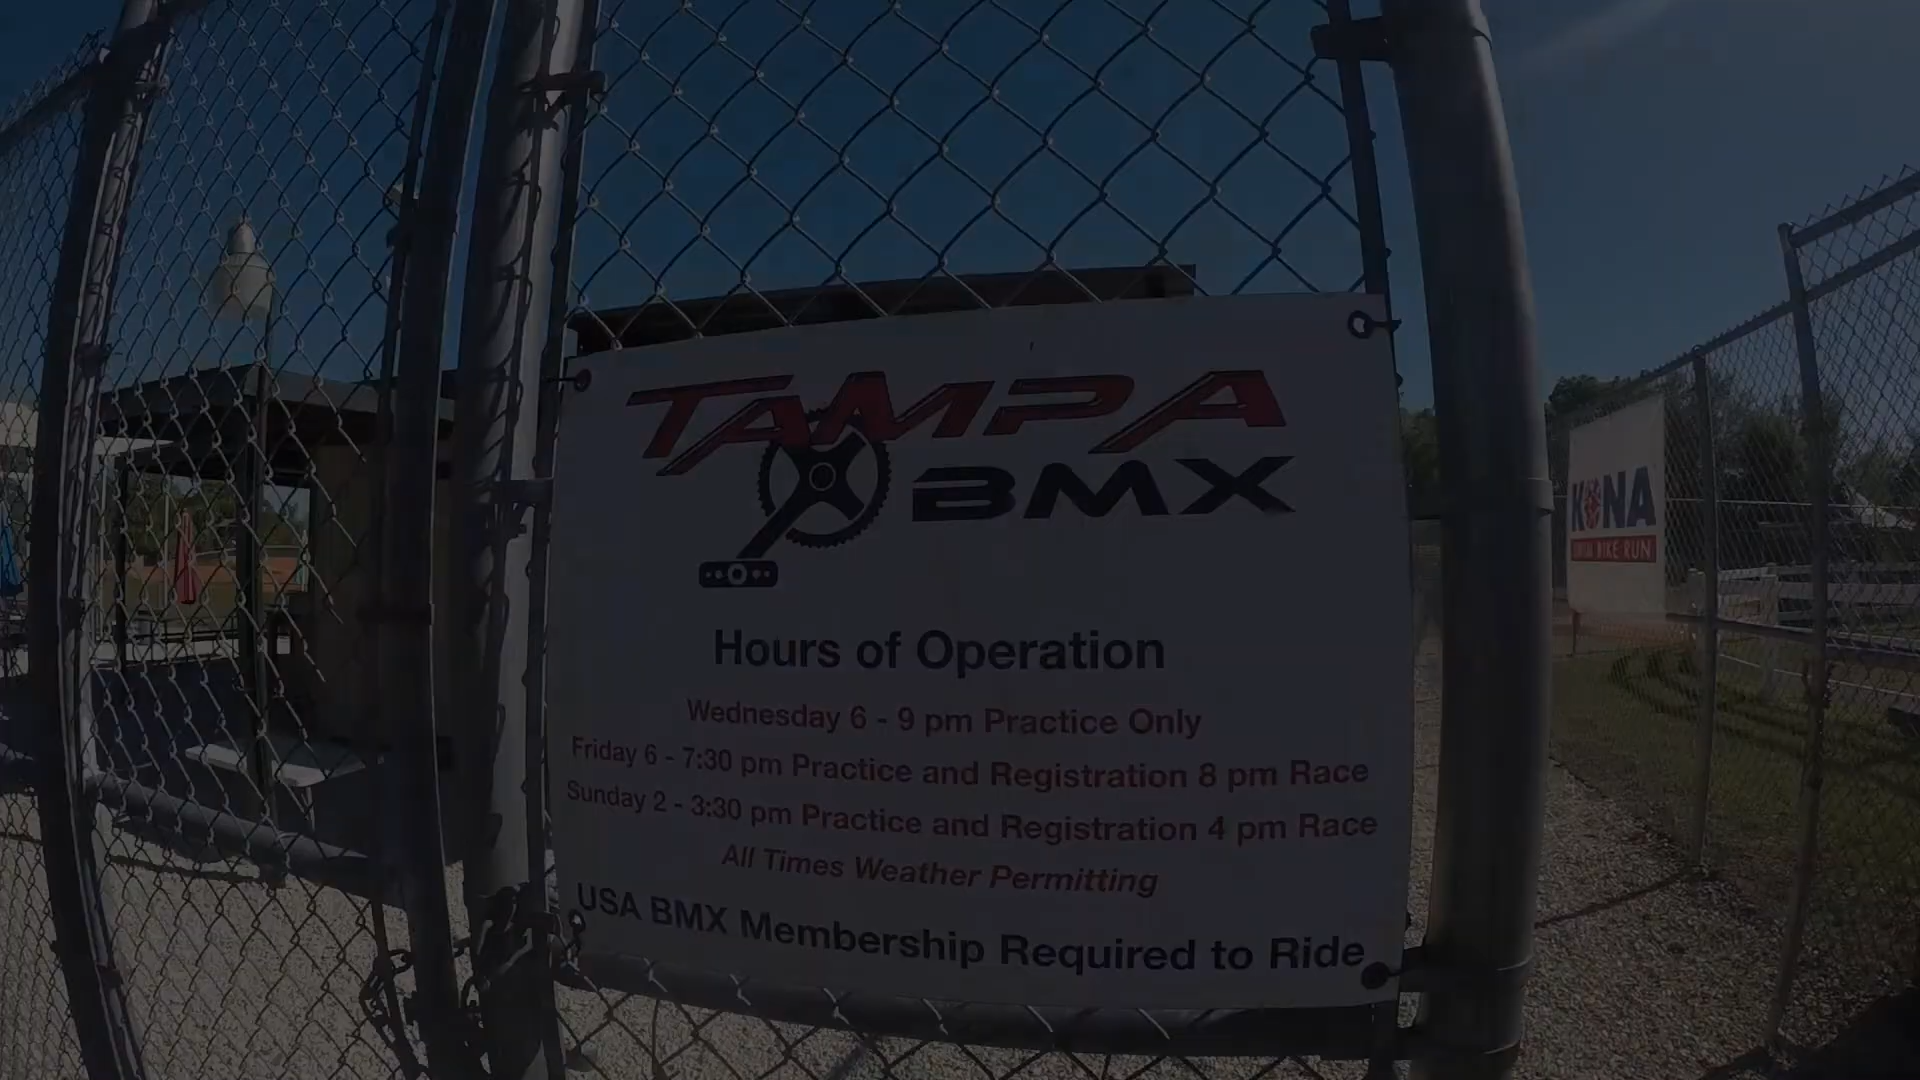 TAMPA
BMX
Hours of Operation
Wednesday 6 - 9 pm Practice Only
Friday 6 - 7:30 pm Practice and Registration 8 pm Race
Sunday 2 - 3:30 pm Practice and Registration 4 pm Race
All Times Weather Permitting
USA BMX Membership Required to Ride
KONA
BIKE RUN